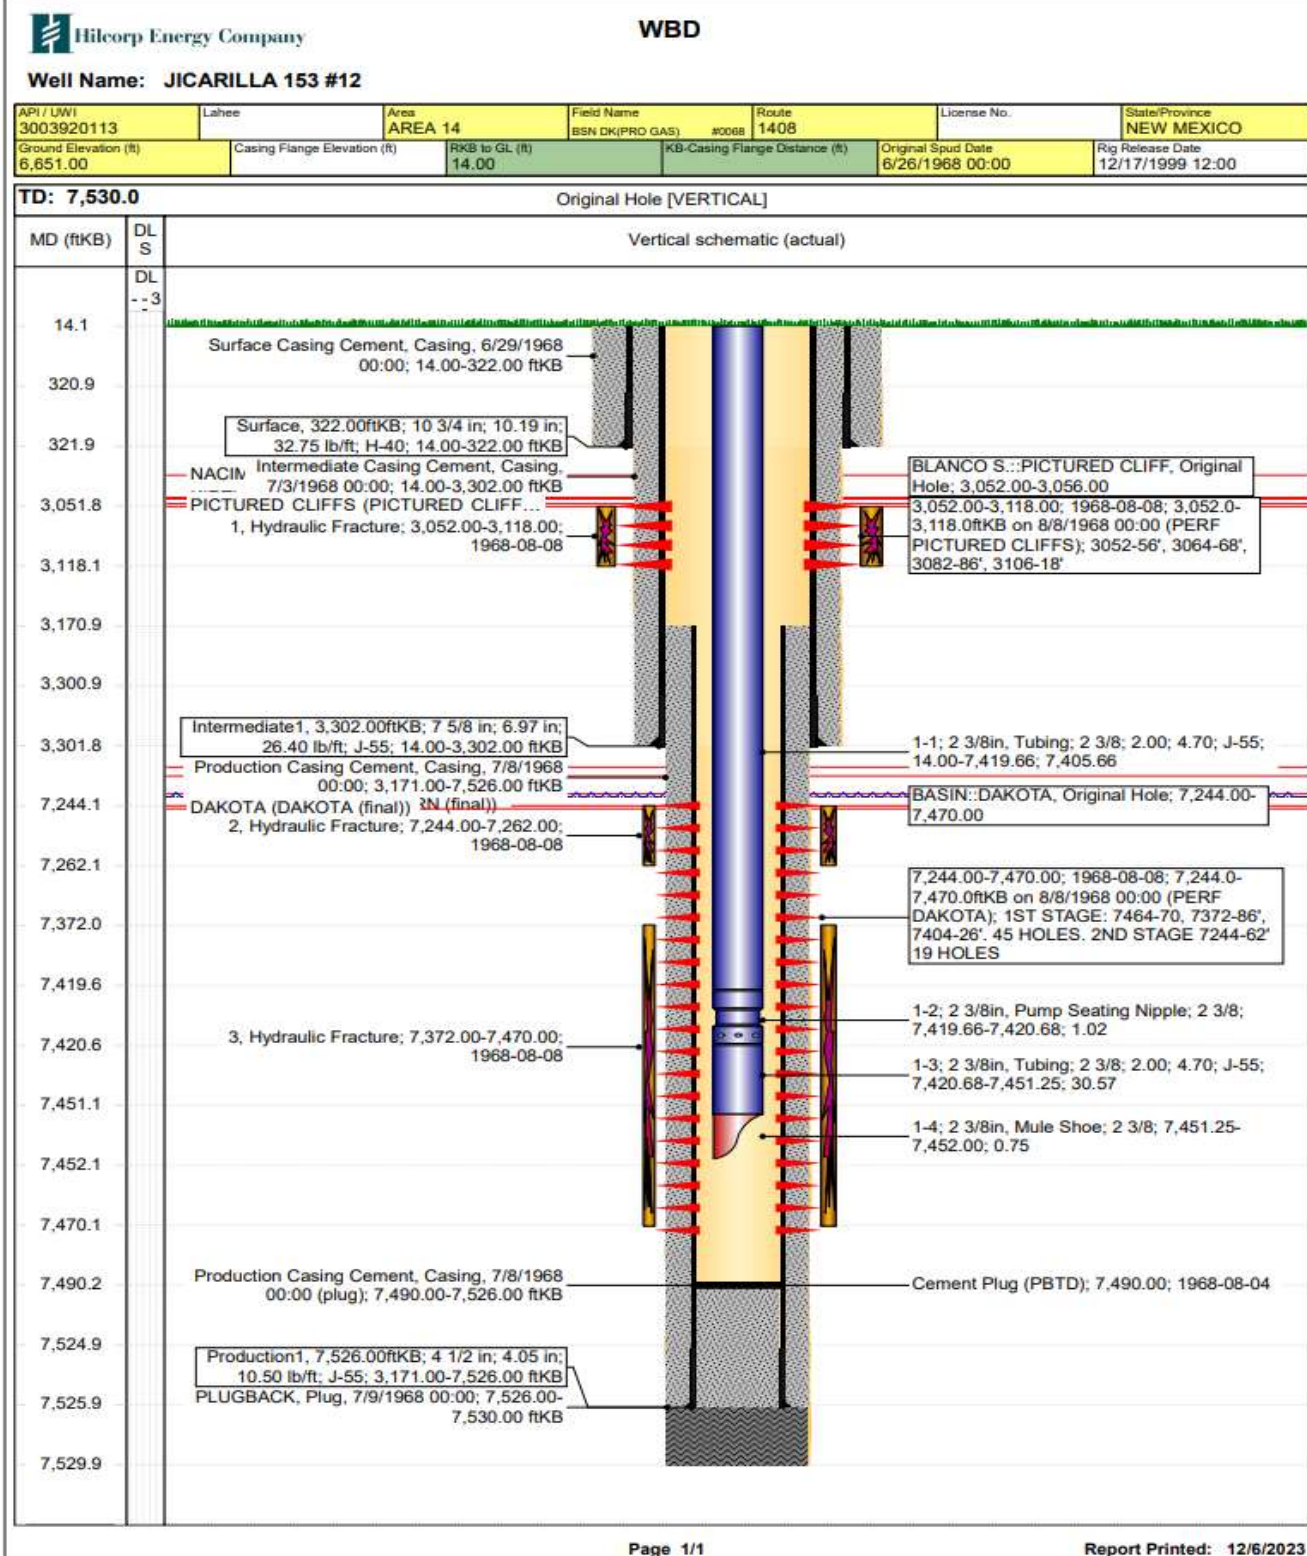 Hilcorp Energy Company
WBD
Well Name: JICARILLA 153 #12
API / UWI
3003920113
Lahee
Area
AREA 14
Field Name
BSN DK(PRO GAS) #0068
Route
1408
License No.
State/Province
NEW MEXICO
Ground Elevation (ft)
6,651.00
Casing Flange Elevation (ft)
RKB to GL (ft)
14.00
KB-Casing Flange Distance (ft)
Original Spud Date
6/26/1968 00:00
Rig Release Date
12/17/1999 12:00
TD: 7,530.0
Original Hole [VERTICAL]
MD (ftKB)
DL
S
Vertical schematic (actual)
DL
--3
14.1
320.9
321.9
3,051.8
3,118.1
3,170.9
3,300.9
3,301.8
7,244.1
7,262.1
7,372.0
7,419.6
7,420.6
7,451.1
7,452.1
7,470.1
7,490.2
7,524.9
7,525.9
7,529.9
Surface Casing Cement, Casing, 6/29/1968
00:00; 14.00-322.00 ftKB
Surface, 322.00ftKB; 10 3/4 in; 10.19 in;
32.75 lb/ft; H-40; 14.00-322.00 ftKB
Intermediate Casing Cement, Casing,
7/3/1968 00:00; 14.00-3,302.00 ftKB
PICTURED CLIFFS (PICTURED CLIFF...
1, Hydraulic Fracture; 3,052.00-3,118.00;
1968-08-08
Intermediate1, 3,302.00ftKB; 7 5/8 in; 6.97 in;
26.40 lb/ft; J-55; 14.00-3,302.00 ftKB
Production Casing Cement, Casing, 7/8/1968
00:00; 3,171.00-7,526.00 ftKB
DAKOTA (DAKOTA (final)) (final))
2, Hydraulic Fracture; 7,244.00-7,262.00;
1968-08-08
3, Hydraulic Fracture; 7,372.00-7,470.00;
1968-08-08
Production Casing Cement, Casing, 7/8/1968
00:00 (plug); 7,490.00-7,526.00 ftKB
Production1, 7,526.00ftKB; 4 1/2 in; 4.05 in;
10.50 lb/ft; J-55; 3,171.00-7,526.00 ftKB
PLUGBACK, Plug, 7/9/1968 00:00; 7,526.00-
7,530.00 ftKB
BLANCO S.::PICTURED CLIFF, Original
Hole; 3,052.00-3,056.00
3,052.00-3,118.00; 1968-08-08; 3,052.0-
3,118.0ftKB on 8/8/1968 00:00 (PERF
PICTURED CLIFFS); 3052-56', 3064-68',
3082-86', 3106-18'
1-1; 2 3/8in, Tubing; 2 3/8; 2.00; 4.70; J-55;
14.00-7,419.66; 7,405.66
BASIN::DAKOTA, Original Hole; 7,244.00-
7,470.00
7,244.00-7,470.00; 1968-08-08; 7,244.0-
7,470.0ftKB on 8/8/1968 00:00 (PERF
DAKOTA); 1ST STAGE: 7464-70, 7372-86',
7404-26'. 45 HOLES. 2ND STAGE 7244-62'
19 HOLES
1-2; 2 3/8in, Pump Seating Nipple; 2 3/8;
7,419.66-7,420.68; 1.02
1-3; 2 3/8in, Tubing; 2 3/8; 2.00; 4.70; J-55;
7,420.68-7,451.25; 30.57
1-4; 2 3/8in, Mule Shoe; 2 3/8; 7,451.25-
7,452.00; 0.75
Cement Plug (PBTD); 7,490.00; 1968-08-04
Page 1/1
Report Printed: 12/6/2023